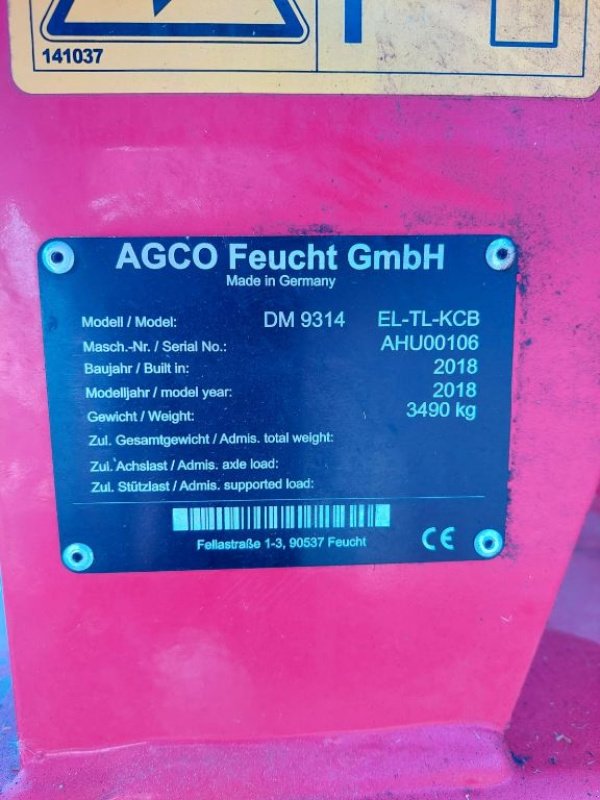 141037
AGCO Feucht GmbH
Made in Germany
Modell / Model: DM 9314 EL-TL-KCB
Masch.-Nr. / Serial No.: AHU00106
Baujahr / Built in: 2018
Modelljahr / model year: 2018
Gewicht / Weight: 3490 kg
Zul. Gesamtgewicht / Admis. total weight:
Zul. Achslast / Admis. axle load:
Zul. Stützlast / Admis. supported load:
Fellastraße 1-3, 90537 Feucht
CE